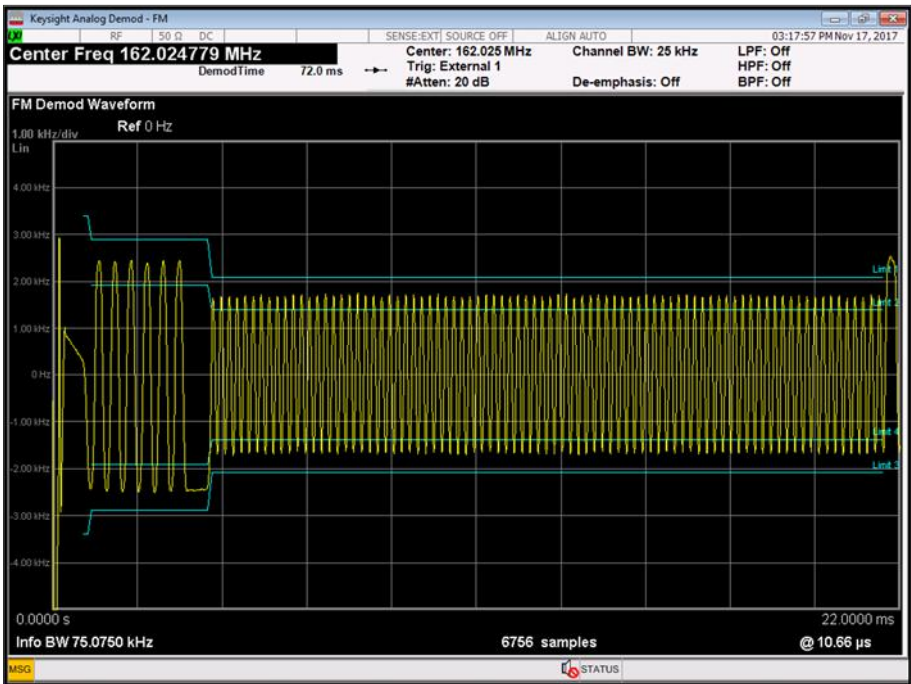 Keysight Analog Demod - FM
LXI RF 50 Ω DC SENSE:EXT SOURCE OFF ALIGN AUTO 03:17:57 PM Nov 17, 2017
Center Freq 162.024779 MHz Center: 162.025 MHz Channel BW: 25 kHz LPF: Off
DemodTime 72.0 ms Trig: External 1 HPF: Off
#Atten: 20 dB De-emphasis: Off BPF: Off
FM Demod Waveform
1.00 kHz/div Ref 0 Hz
Lin
4.00 kHz
3.00 kHz
Limit 1
2.00 kHz
Limit 2
1.00 kHz
0 Hz
-1.00 kHz
Limit 4
-2.00 kHz
Limit 3
-3.00 kHz
-4.00 kHz
0.0000 s 22.0000 ms
Info BW 75.0750 kHz 6756 samples @ 10.66 µs
MSG STATUS